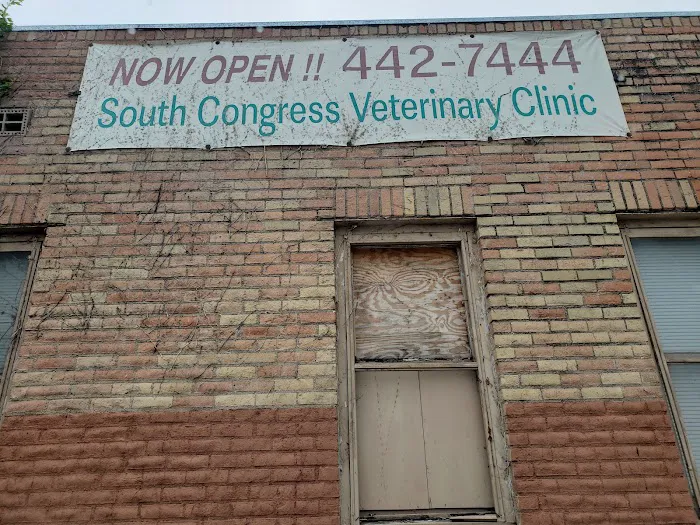 NOW OPEN !! 442-7444
South Congress Veterinary Clinic